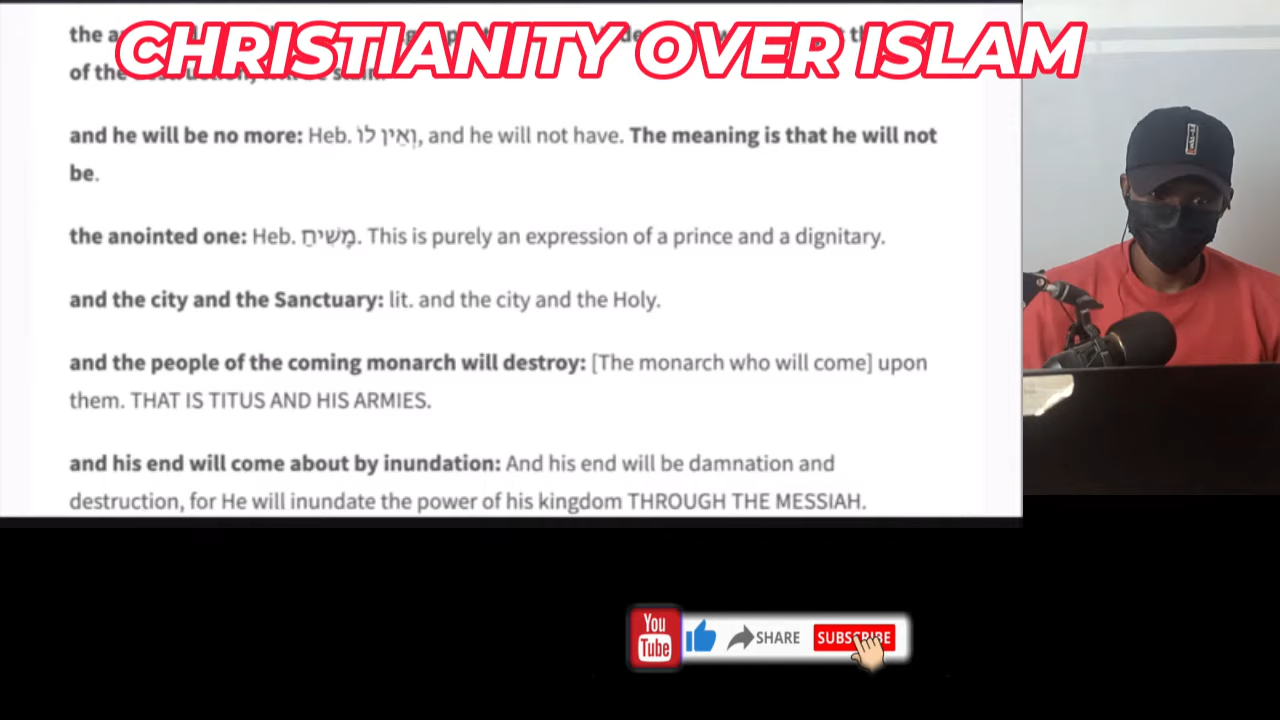 CHRISTIANITY OVER ISLAM
the
of the
and he will be no more: Heb. וְאֵין לוֹ, and he will not have. The meaning is that he will not
be.
the anointed one: Heb. מָשִׁיחַ. This is purely an expression of a prince and a dignitary.
and the city and the Sanctuary: lit. and the city and the Holy.
and the people of the coming monarch will destroy: [The monarch who will come] upon
them. THAT IS TITUS AND HIS ARMIES.
and his end will come about by inundation: And his end will be damnation and
destruction, for He will inundate the power of his kingdom THROUGH THE MESSIAH.
You
Tube
SHARE
SUBSCRIBE